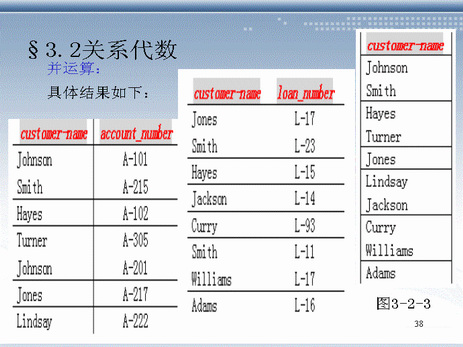 §3.2关系代数
并运算:
具体结果如下:
customer-name account_number
Johnson A-101
Smith A-215
Hayes A-102
Turner A-305
Johnson A-201
Jones A-217
Lindsay A-222
customer-name loan_number
Jones L-17
Smith L-23
Hayes L-15
Jackson L-14
Curry L-93
Smith L-11
Williams L-17
Adams L-16
customer-name
Johnson
Smith
Hayes
Turner
Jones
Lindsay
Jackson
Curry
Williams
Adams
图3-2-3
38